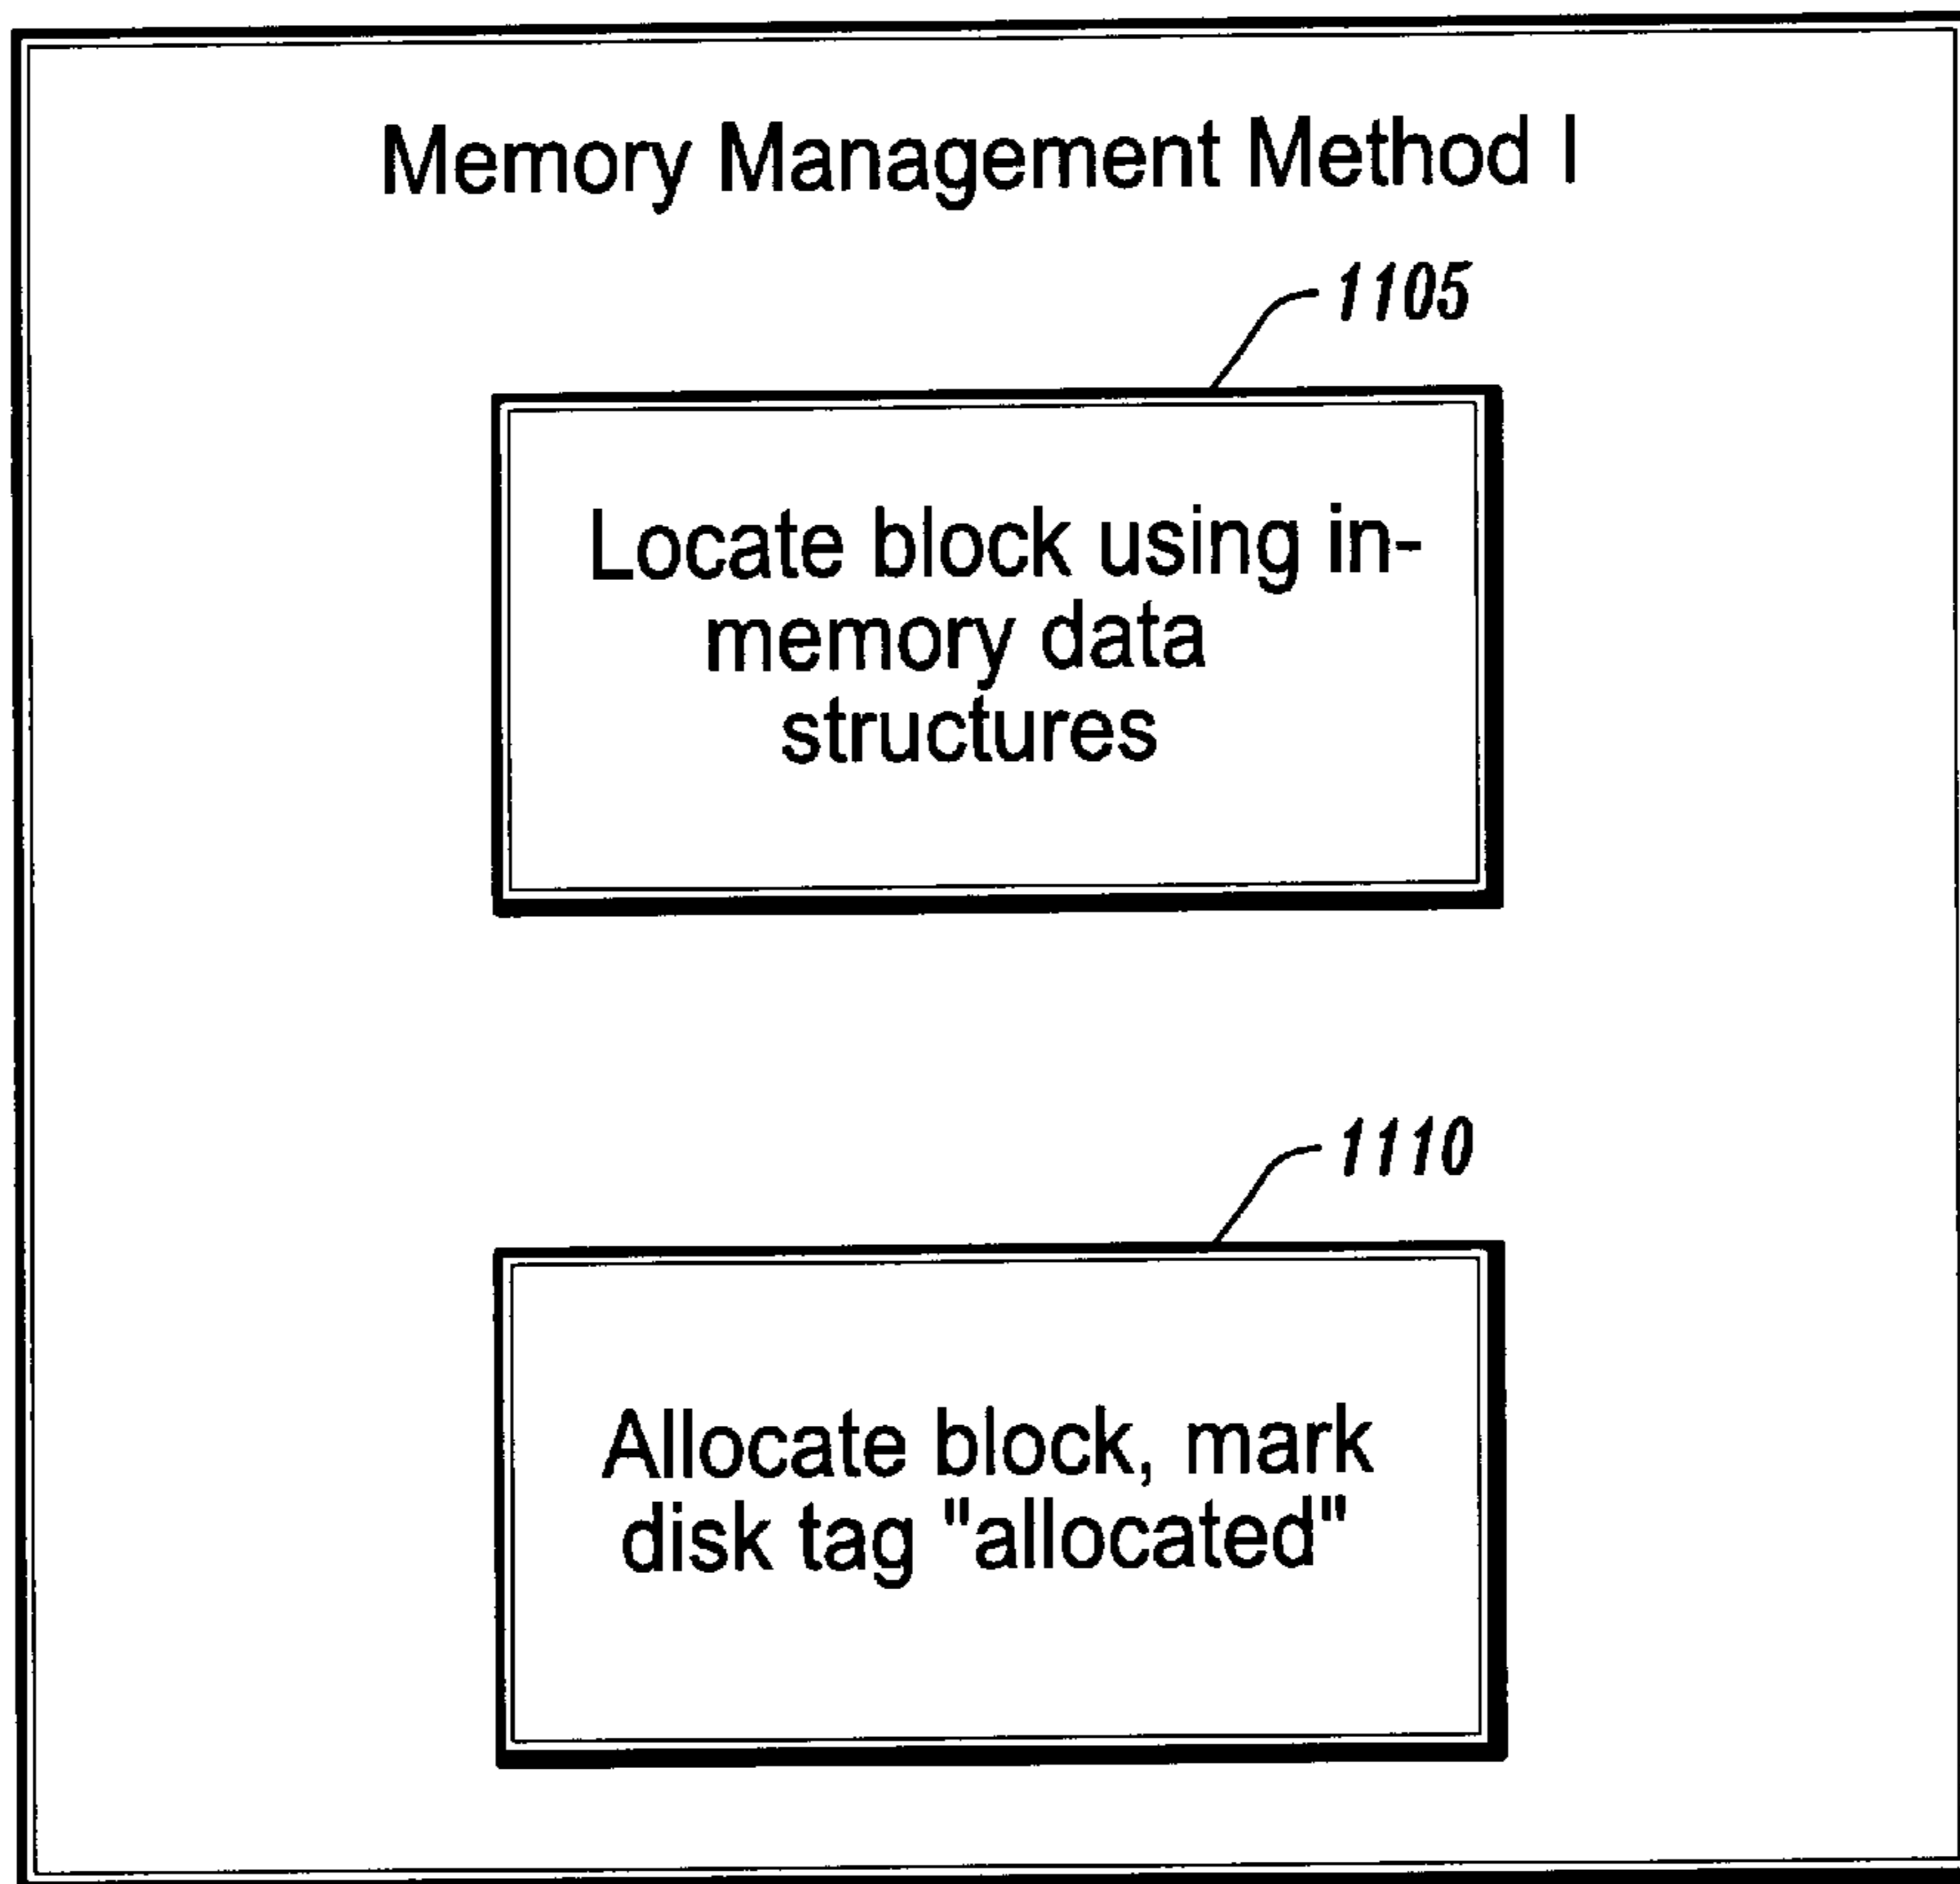 Memory Management Method I
1105
Locate block using in-
memory data
structures
1110
Allocate block, mark
disk tag "allocated"